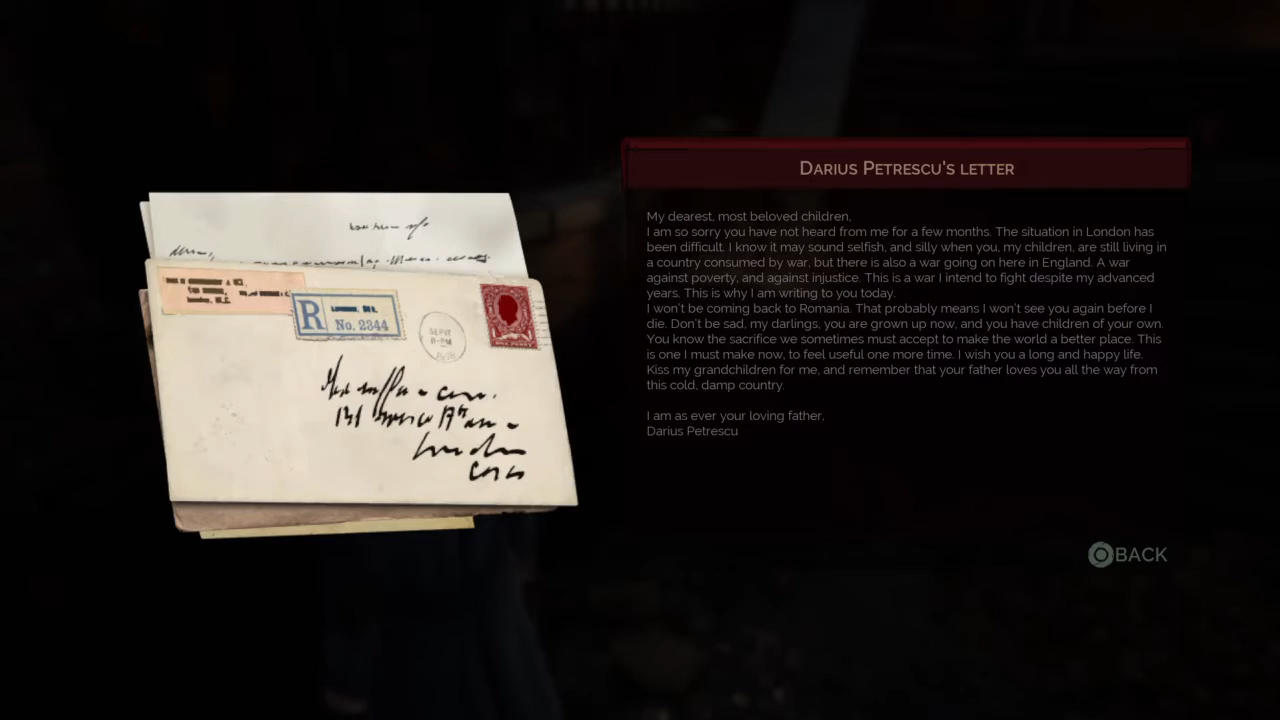 DARIUS PETRESCU'S LETTER
My dearest, most beloved children,
I am so sorry you have not heard from me for a few months. The situation in London has
been difficult. I know it may sound selfish, and silly when you, my children, are still living in
a country consumed by war, but there is also a war going on here in England. A war
against poverty, and against injustice. This is a war I intend to fight despite my advanced
years. This is why I am writing to you today.
I won't be coming back to Romania. That probably means I won't see you again before I
die. Don't be sad, my darlings, you are grown up now, and you have children of your own.
You know the sacrifice we sometimes must accept to make the world a better place. This
is one I must make now, to feel useful one more time. I wish you a long and happy life.
Kiss my grandchildren for me, and remember that your father loves you all the way from
this cold, damp country.
I am as ever your loving father,
Darius Petrescu
R
No. 2344
London
BACK